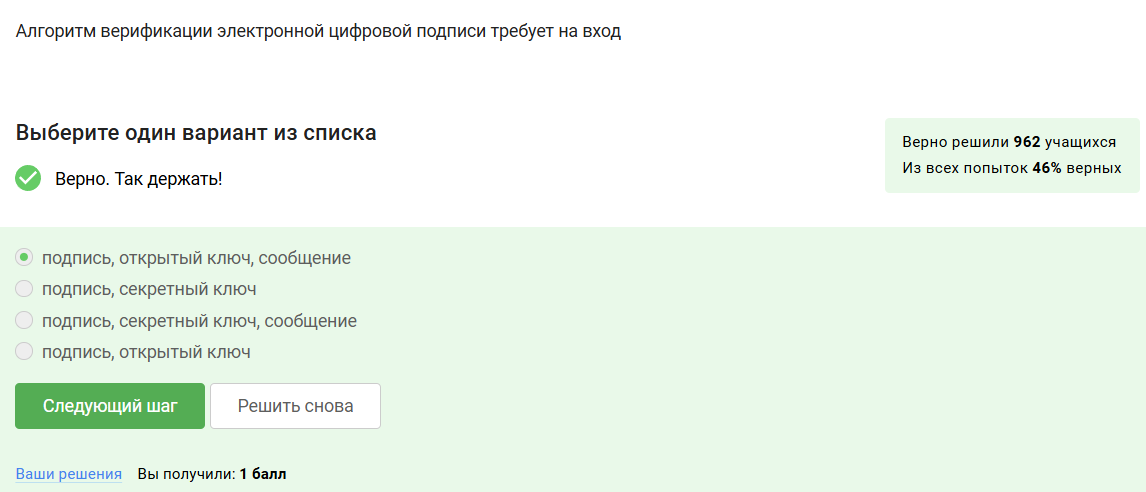 Алгоритм верификации электронной цифровой подписи требует на вход
Выберите один вариант из списка
Верно. Так держать!
Верно решили 962 учащихся
Из всех попыток 46% верных
подпись, открытый ключ, сообщение
подпись, секретный ключ
подпись, секретный ключ, сообщение
подпись, открытый ключ
Следующий шаг
Решить снова
Ваши решения Вы получили: 1 балл